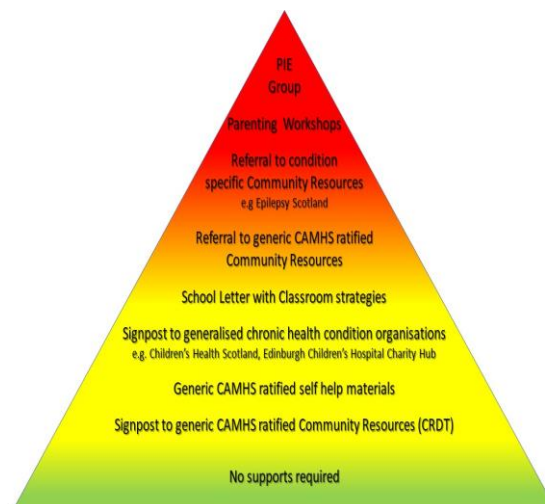 PIE
Group
Parenting Workshops
Referral to condition
specific Community Resources
e.g Epilepsy Scotland
Referral to generic CAMHS ratified
Community Resources
School Letter with Classroom strategies
Signpost to generalised chronic health condition organisations
e.g. Children's Health Scotland, Edinburgh Children's Hospital Charity Hub
Generic CAMHS ratified self help materials
Signpost to generic CAMHS ratified Community Resources (CRDT)
No supports required